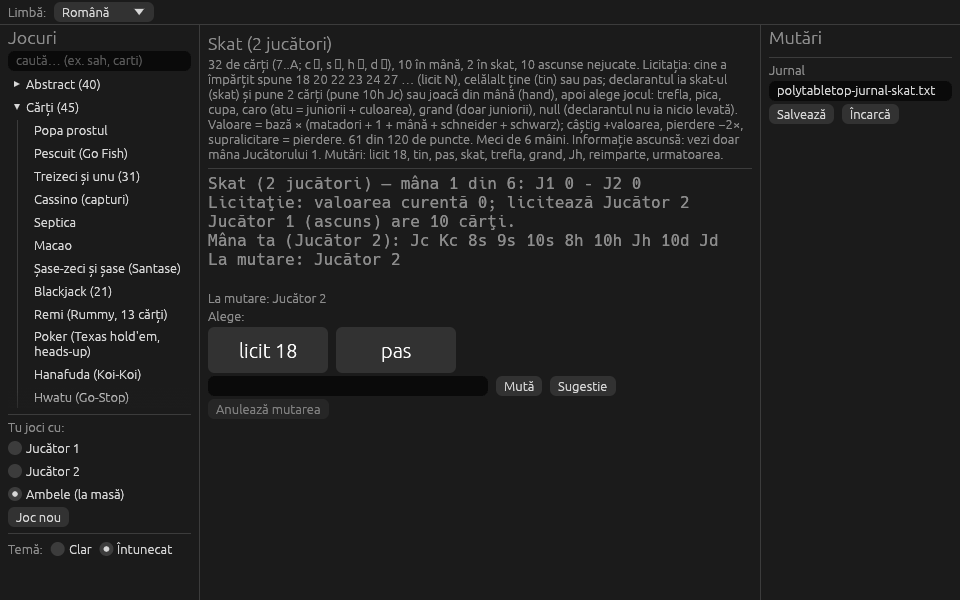 Limbă: Română
Jocuri
caută... (ex. sah, carti)
Abstract (40)
Cărți (45)
Popa prostul
Pescuit (Go Fish)
Treizeci și unu (31)
Cassino (capturi)
Septica
Macao
Șase-zeci și șase (Santase)
Blackjack (21)
Remi (Rummy, 13 cărți)
Poker (Texas hold'em,
heads-up)
Hanafuda (Koi-Koi)
Hwatu (Go-Stop)
Tu joci cu:
Jucător 1
Jucător 2
Ambele (la masă)
Joc nou
Temă: Clar Întunecat
Skat (2 jucători)
32 de cărți (7..A; c ▯, s ▯, h ▯, d ▯), 10 în mână, 2 în skat, 10 ascunse nejucate. Licitația: cine a
împărțit spune 18 20 22 23 24 27 ... (licit N), celălalt ține (tin) sau pas; declarantul ia skat-ul
(skat) și pune 2 cărți (pune 10h Jc) sau joacă din mână (hand), apoi alege jocul: trefla, pica,
cupa, caro (atu = juniorii + culoarea), grand (doar juniorii), null (declarantul nu ia nicio levată).
Valoare = bază × (matadori + 1 + mână + schneider + schwarz); câștig +valoarea, pierdere −2×,
supralicitare = pierdere. 61 din 120 de puncte. Meci de 6 mâini. Informație ascunsă: vezi doar
mâna Jucătorului 1. Mutări: licit 18, tin, pas, skat, trefla, grand, Jh, reimparte, urmatoarea.
Skat (2 jucători) — mâna 1 din 6: J1 0 - J2 0
Licitaţie: valoarea curentă 0; licitează Jucător 2
Jucător 1 (ascuns) are 10 cărţi.
Mâna ta (Jucător 2): Jc Kc 8s 9s 10s 8h 10h Jh 10d Jd
La mutare: Jucător 2
La mutare: Jucător 2
Alege:
licit 18 pas
Mută Sugestie
Anulează mutarea
Mutări
Jurnal
polytabletop-jurnal-skat.txt
Salvează Încarcă